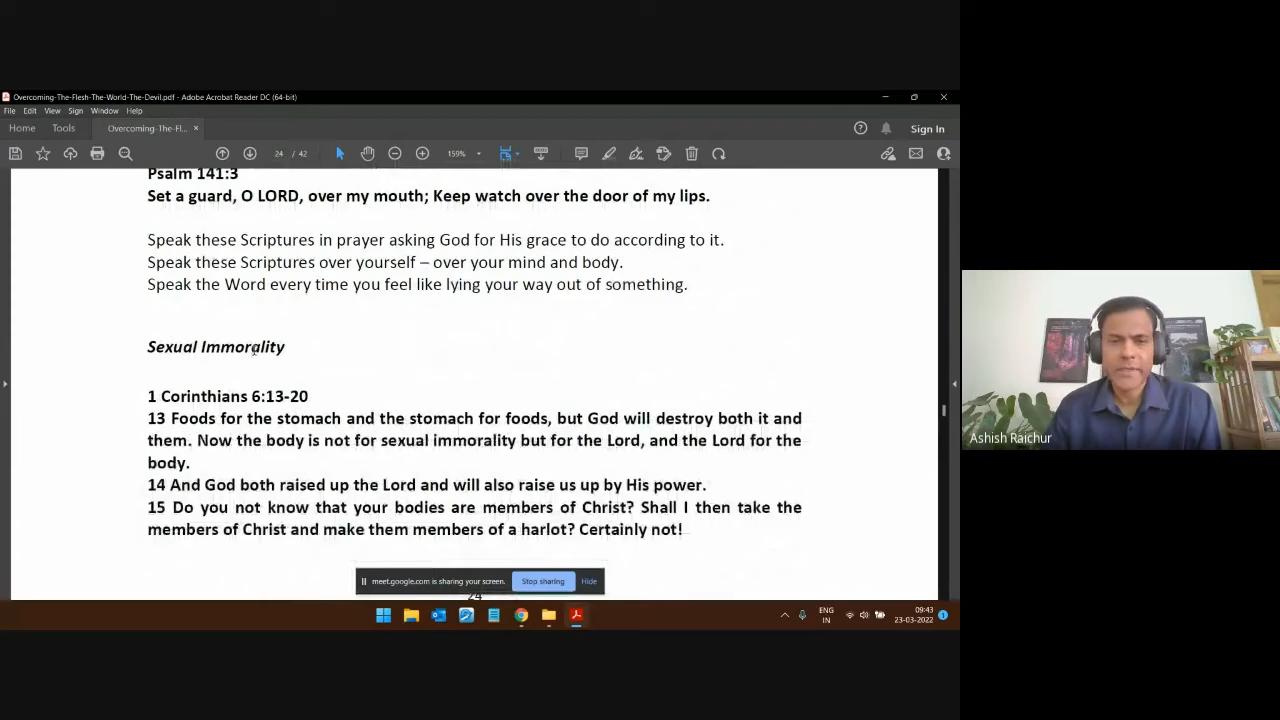 Overcoming-The-Flesh-The-World-The-Devil.pdf - Adobe Acrobat Reader DC (64-bit)
File Edit View Sign Window Help
Home Tools Overcoming-The-Fl... × Sign In
24 / 42 159%
Psalm 141:3
Set a guard, O LORD, over my mouth; Keep watch over the door of my lips.
Speak these Scriptures in prayer asking God for His grace to do according to it.
Speak these Scriptures over yourself – over your mind and body.
Speak the Word every time you feel like lying your way out of something.
Sexual Immorality
1 Corinthians 6:13-20
13 Foods for the stomach and the stomach for foods, but God will destroy both it and
them. Now the body is not for sexual immorality but for the Lord, and the Lord for the
body.
14 And God both raised up the Lord and will also raise us up by His power.
15 Do you not know that your bodies are members of Christ? Shall I then take the
members of Christ and make them members of a harlot? Certainly not!
meet.google.com is sharing your screen. Stop sharing Hide
24
ENG
IN
09:43
23-03-2022
1
Ashish Raichur